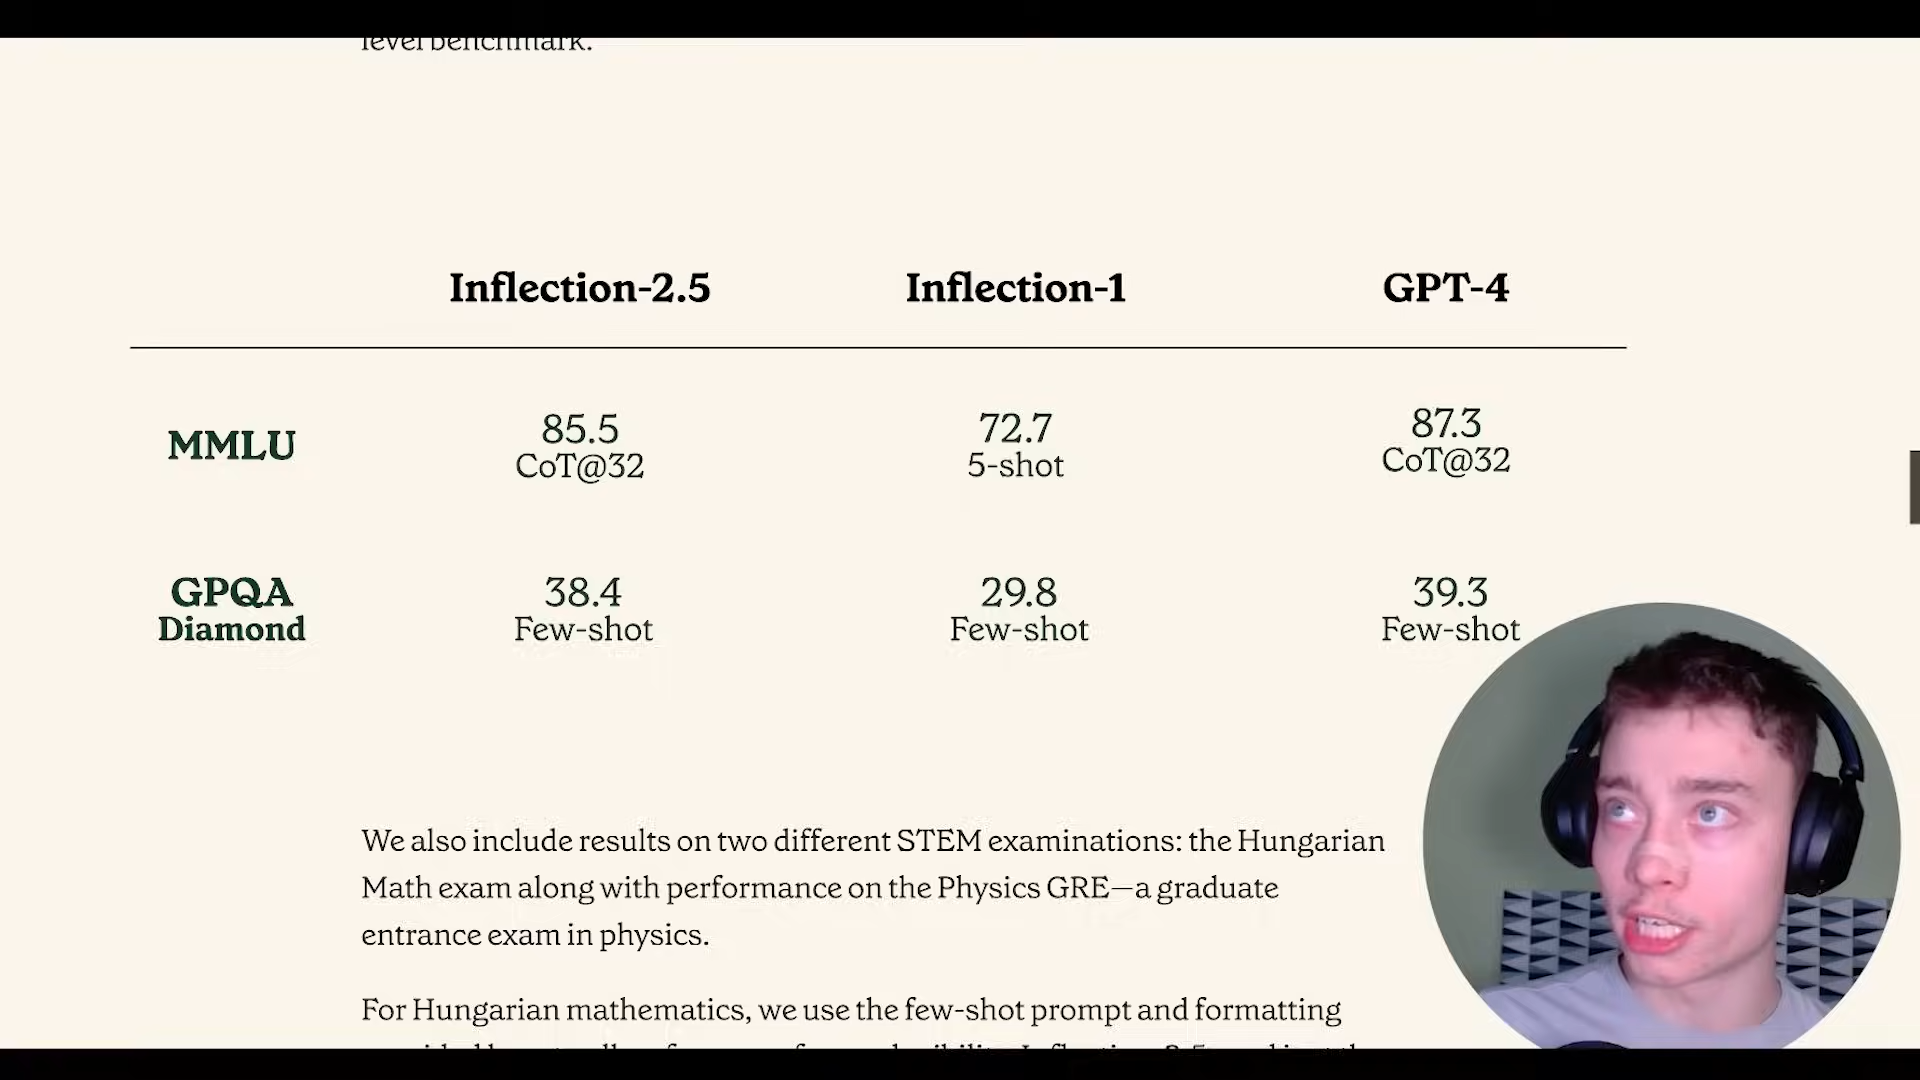 level benchmark.
Inflection-2.5 Inflection-1 GPT-4
MMLU 85.5 72.7 87.3
CoT@32 5-shot CoT@32
GPQA 38.4 29.8 39.3
Diamond Few-shot Few-shot Few-shot
We also include results on two different STEM examinations: the Hungarian
Math exam along with performance on the Physics GRE—a graduate
entrance exam in physics.
For Hungarian mathematics, we use the few-shot prompt and formatting